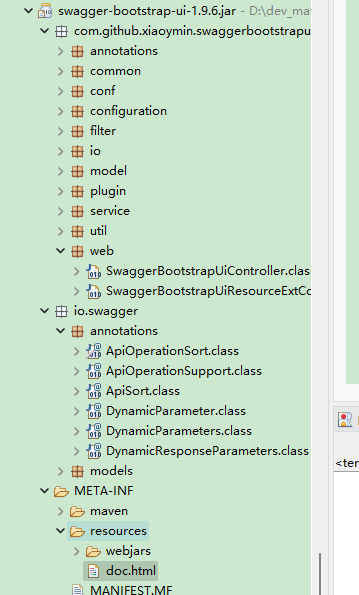 swagger-bootstrap-ui-1.9.6.jar - D:\dev_mav
com.github.xiaoymin.swaggerbootstrapu
annotations
common
conf
configuration
filter
io
model
plugin
service
util
web
SwaggerBootstrapUiController.class
SwaggerBootstrapUiResourceExtCo
io.swagger
annotations
ApiOperationSort.class
ApiOperationSupport.class
ApiSort.class
DynamicParameter.class
DynamicParameters.class
DynamicResponseParameters.class
models
META-INF
maven
resources
<ter
webjars
doc.html
MANIFEST.MF